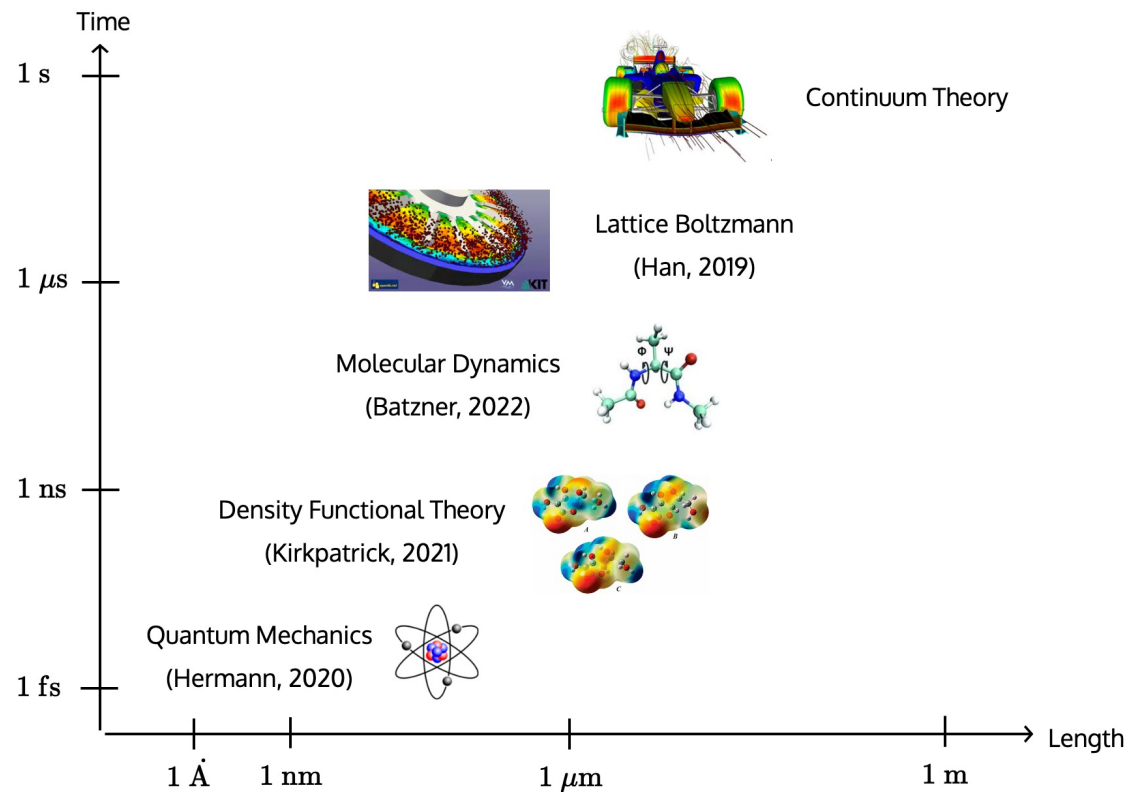 Time
1 s
Continuum Theory
Lattice Boltzmann
(Han, 2019)
1 μs
KIT
Molecular Dynamics
(Batzner, 2022)
Φ Ψ
1 ns
Density Functional Theory
(Kirkpatrick, 2021)
A
B
C
Quantum Mechanics
(Hermann, 2020)
1 fs
Length
1 Ȧ
1 nm
1 μm
1 m